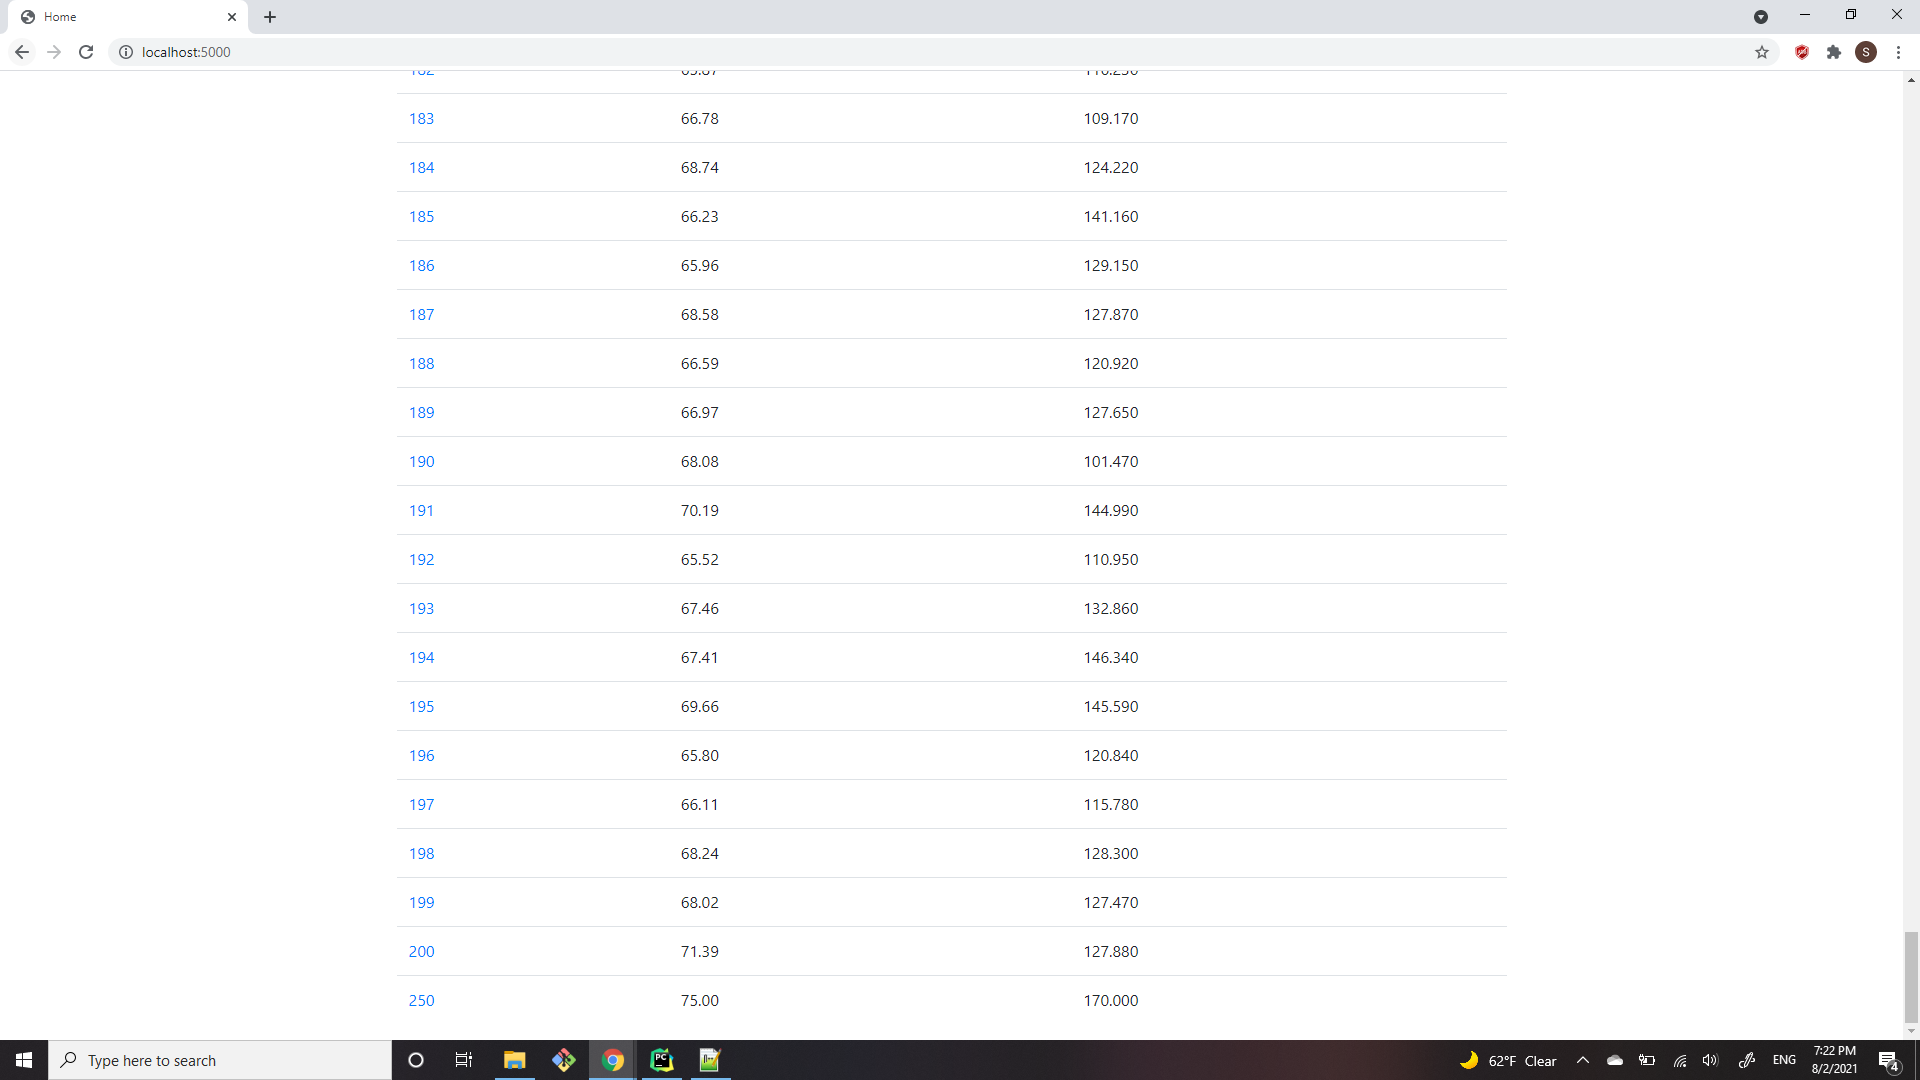 Home
localhost:5000
183 66.78 109.170
184 68.74 124.220
185 66.23 141.160
186 65.96 129.150
187 68.58 127.870
188 66.59 120.920
189 66.97 127.650
190 68.08 101.470
191 70.19 144.990
192 65.52 110.950
193 67.46 132.860
194 67.41 146.340
195 69.66 145.590
196 65.80 120.840
197 66.11 115.780
198 68.24 128.300
199 68.02 127.470
200 71.39 127.880
250 75.00 170.000
Type here to search
62°F Clear
ENG
7:22 PM
8/2/2021
4
S
PC